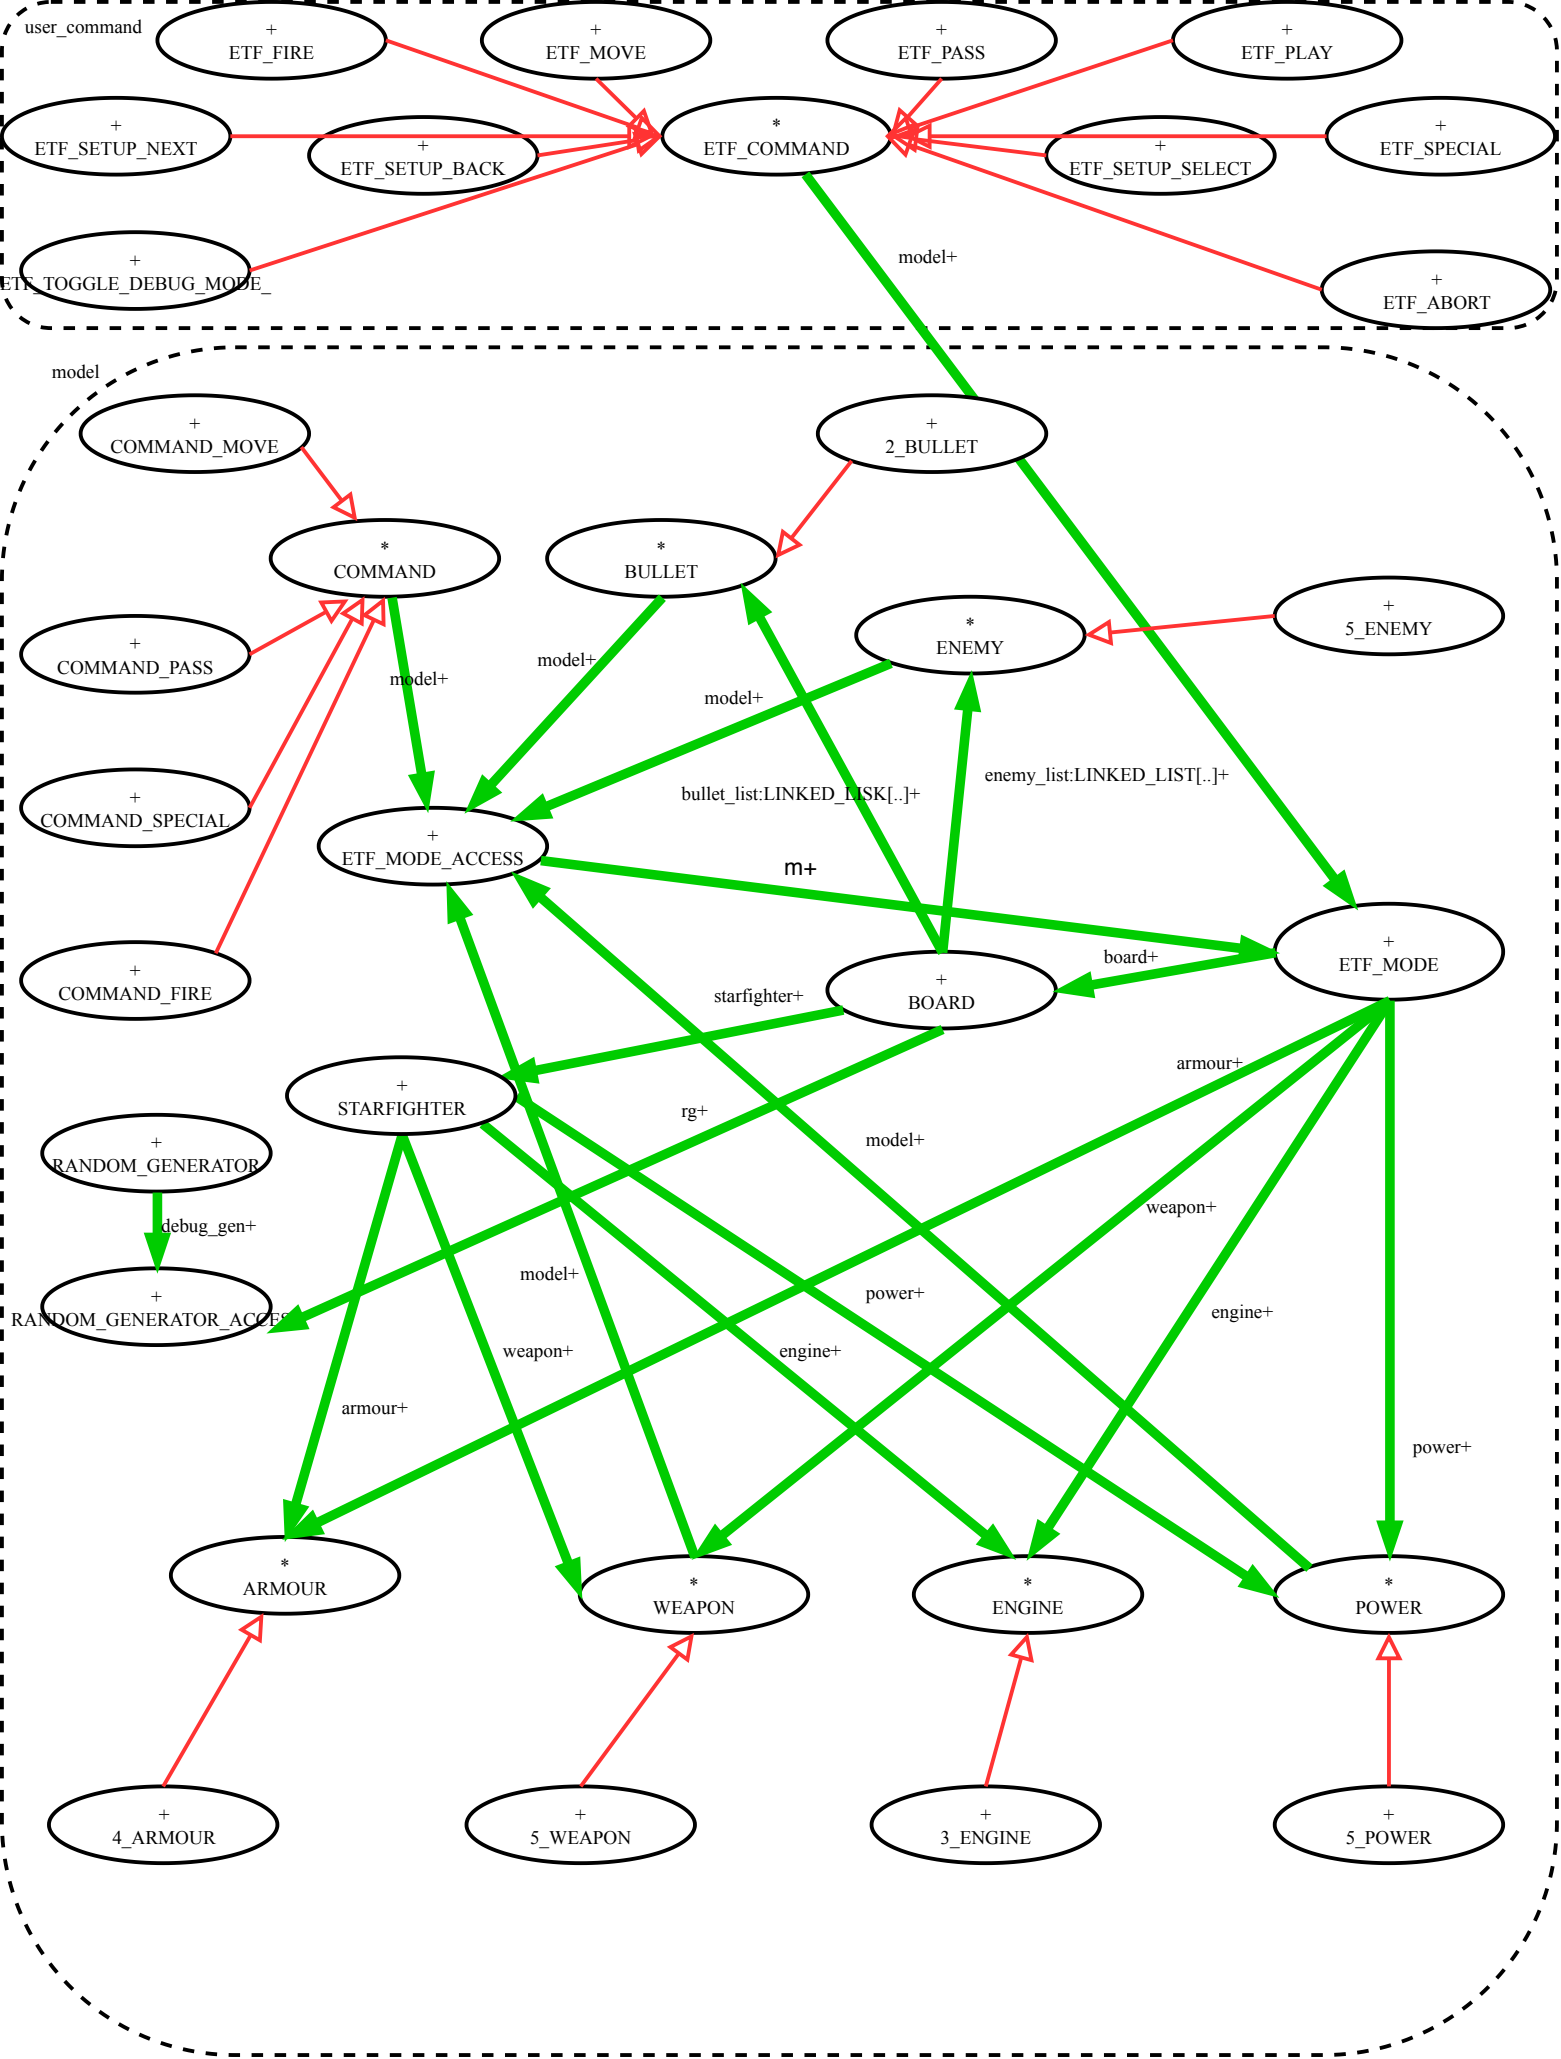 user_command
+
ETF_FIRE
+
ETF_MOVE
+
ETF_PASS
+
ETF_PLAY
+
ETF_SETUP_NEXT
+
ETF_SETUP_BACK
*
ETF_COMMAND
+
ETF_SETUP_SELECT
+
ETF_SPECIAL
+
ETF_TOGGLE_DEBUG_MODE_
model+
+
ETF_ABORT
model
+
COMMAND_MOVE
+
2_BULLET
*
COMMAND
*
BULLET
*
ENEMY
+
5_ENEMY
+
COMMAND_PASS
model+
model+
model+
enemy_list:LINKED_LIST[..]+
bullet_list:LINKED_LISK[..]+
+
COMMAND_SPECIAL
+
ETF_MODE_ACCESS
m+
+
ETF_MODE
board+
+
COMMAND_FIRE
starfighter+
+
BOARD
armour+
+
STARFIGHTER
rg+
model+
+
RANDOM_GENERATOR
weapon+
debug_gen+
model+
power+
engine+
+
RANDOM_GENERATOR_ACCES
weapon+
engine+
armour+
power+
*
ARMOUR
*
WEAPON
*
ENGINE
*
POWER
+
4_ARMOUR
+
5_WEAPON
+
3_ENGINE
+
5_POWER